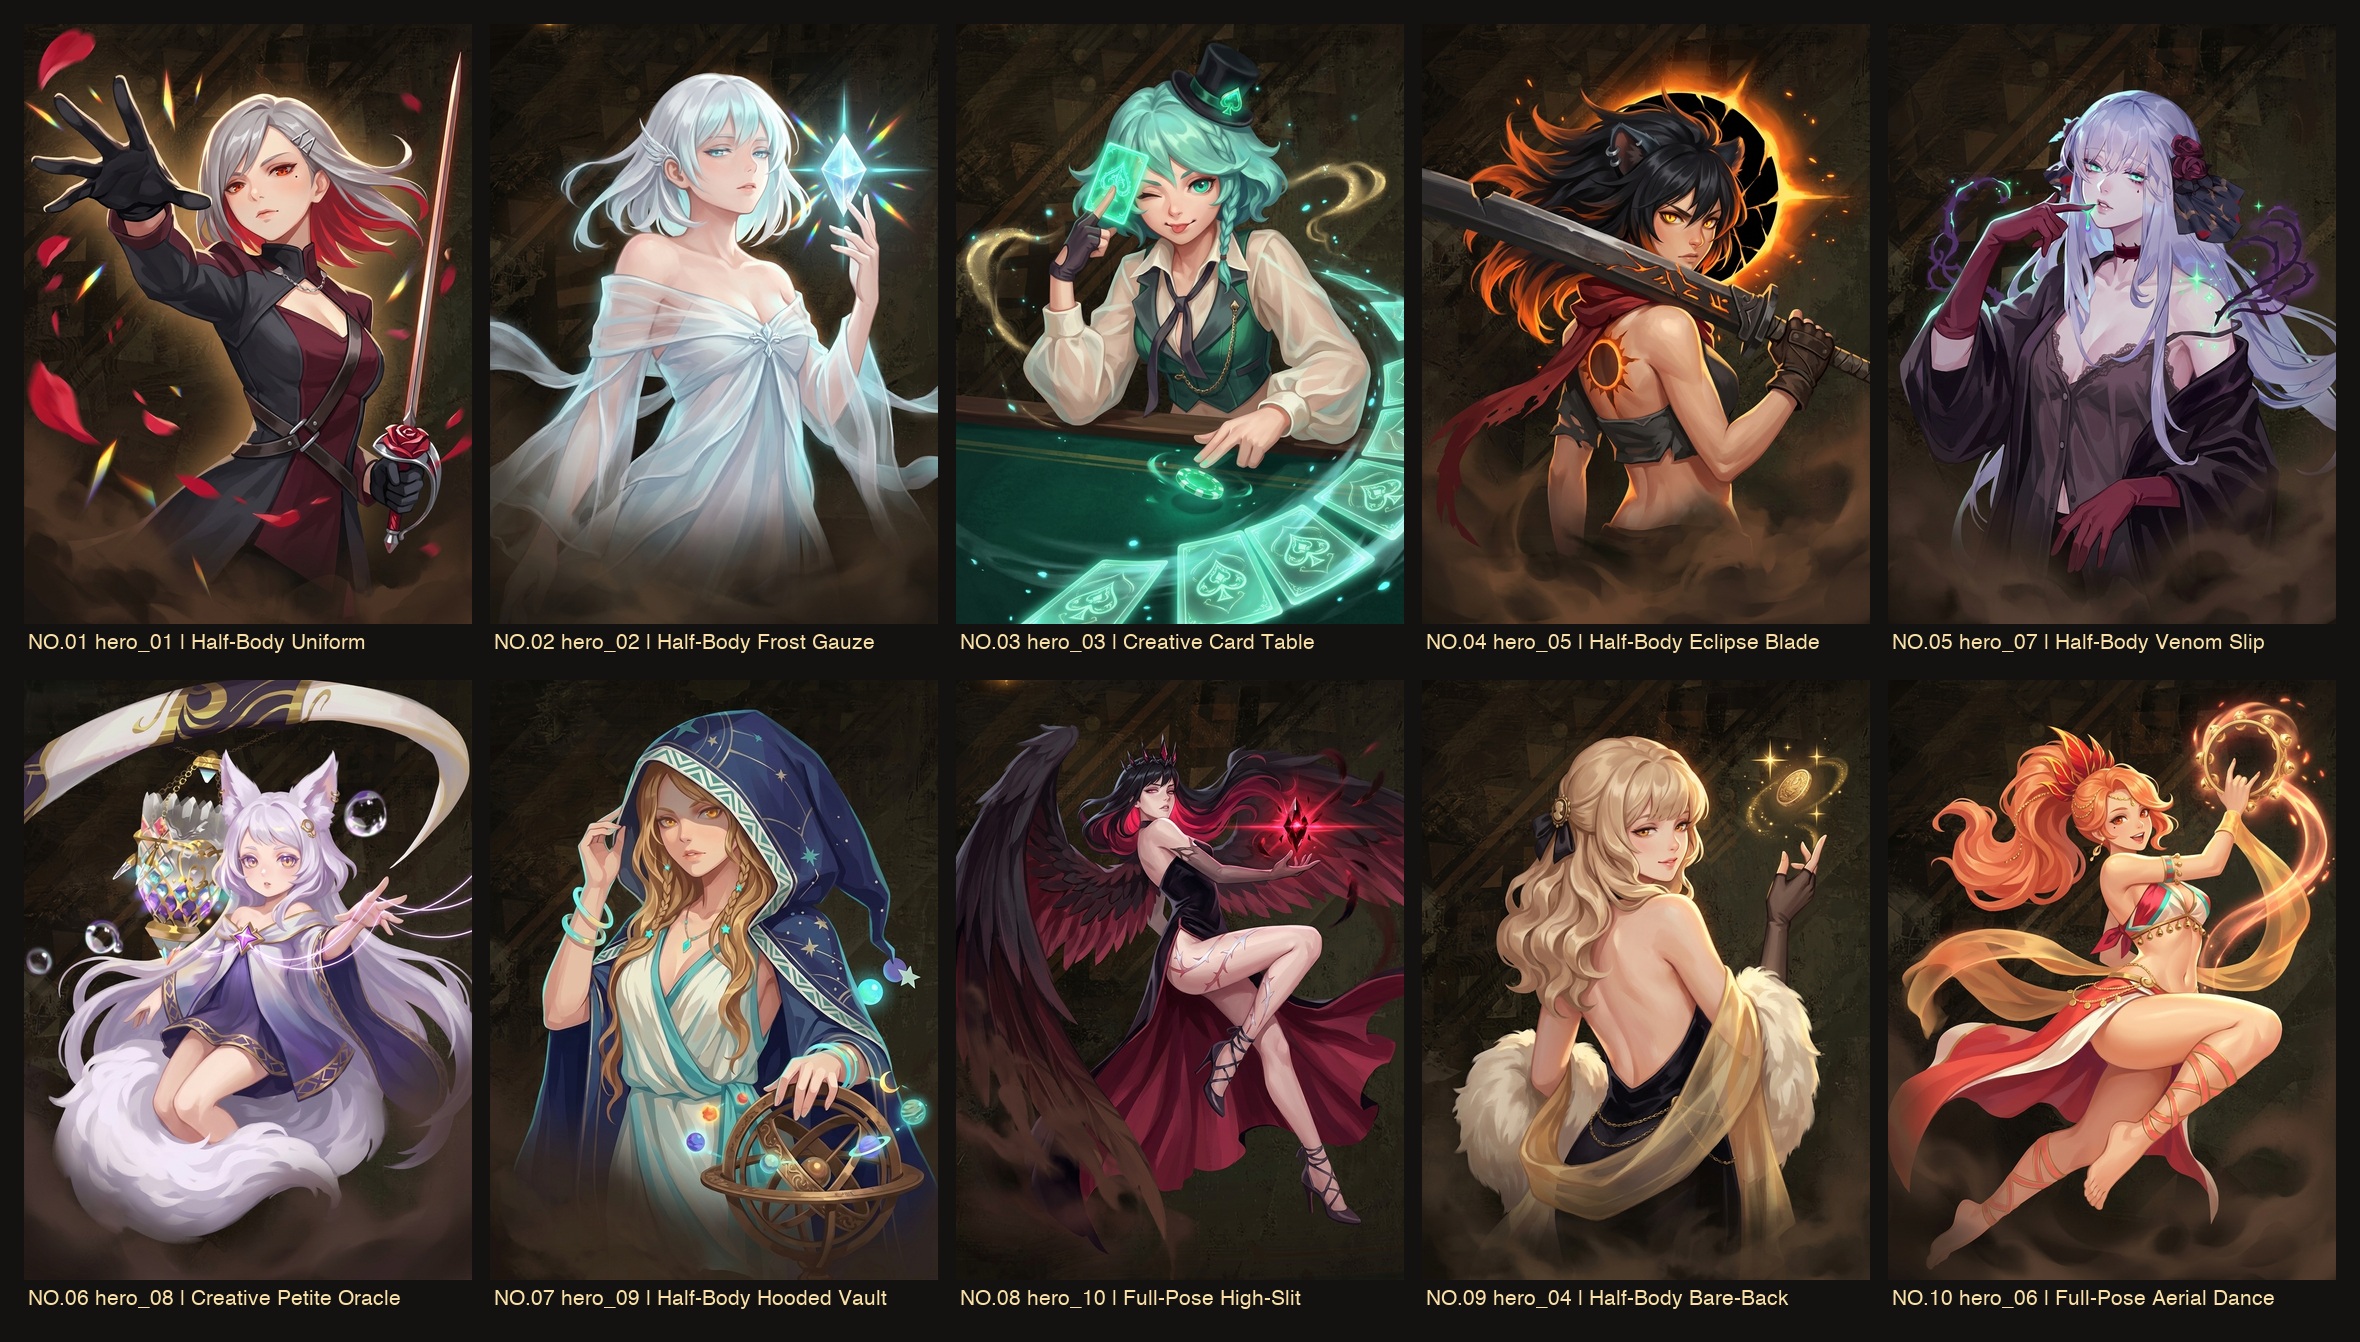 NO.01 hero_01 | Half-Body Uniform
NO.02 hero_02 | Half-Body Frost Gauze
NO.03 hero_03 | Creative Card Table
NO.04 hero_05 | Half-Body Eclipse Blade
NO.05 hero_07 | Half-Body Venom Slip
NO.06 hero_08 | Creative Petite Oracle
NO.07 hero_09 | Half-Body Hooded Vault
NO.08 hero_10 | Full-Pose High-Slit
NO.09 hero_04 | Half-Body Bare-Back
NO.10 hero_06 | Full-Pose Aerial Dance